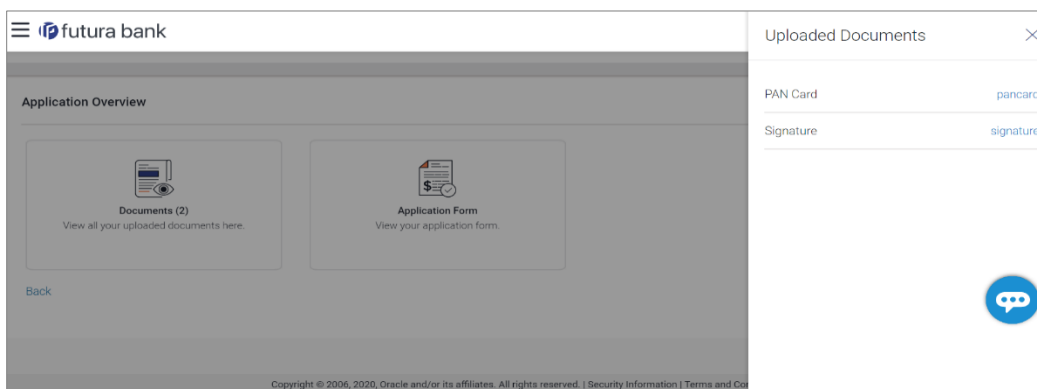 futura bank
Uploaded Documents
Application Overview
PAN Card pancard
Signature signature
Documents (2)
View all your uploaded documents here.
Application Form
View your application form.
Back
Copyright © 2006, 2020, Oracle and/or its affiliates. All rights reserved. | Security Information | Terms and Co